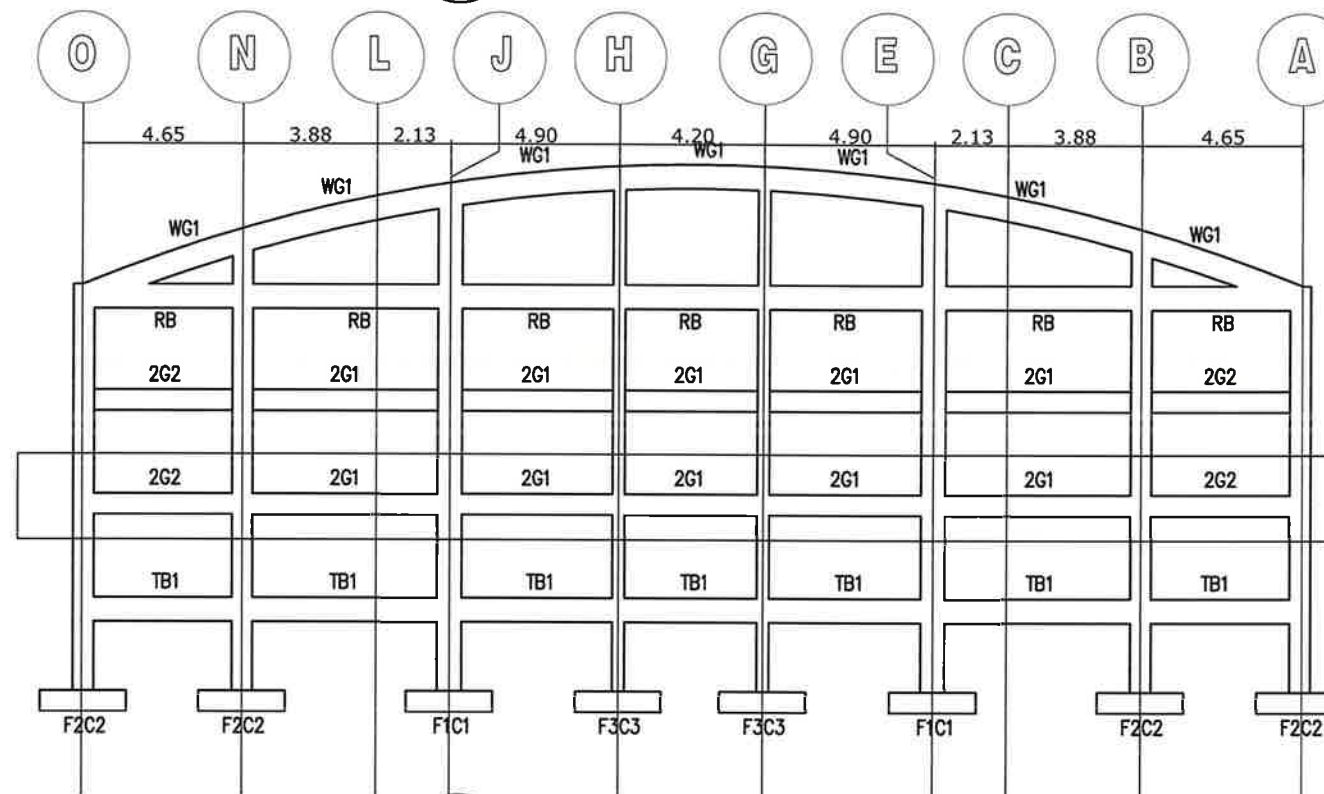 O N L J H G E C B A
4.65 3.88 2.13 4.90 4.20 4.90 2.13 3.88 4.65
WG1 WG1 WG1
WG1 WG1
WG1 WG1
RB RB RB RB RB RB RB
2G2 2G1 2G1 2G1 2G1 2G1 2G2
2G2 2G1 2G1 2G1 2G1 2G1 2G2
TB1 TB1 TB1 TB1 TB1 TB1 TB1
F2C2 F2C2 F1C1 F3C3 F3C3 F1C1 F2C2 F2C2